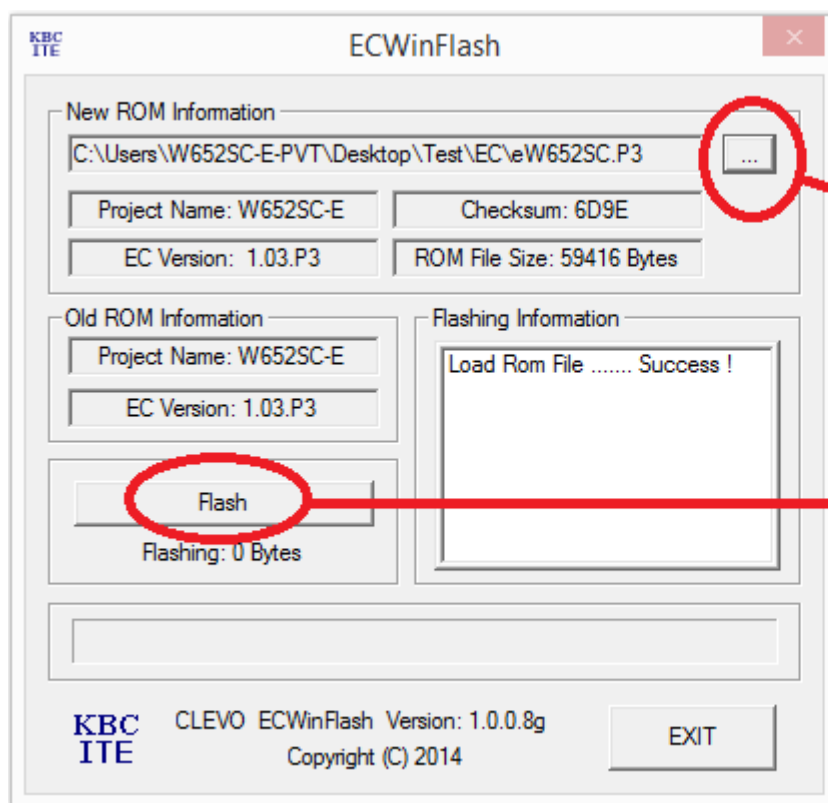 KBC
ITE
ECWinFlash
New ROM Information
C:\Users\W652SC-E-PVT\Desktop\Test\EC\eW652SC.P3
...
Project Name: W652SC-E
Checksum: 6D9E
EC Version: 1.03.P3
ROM File Size: 59416 Bytes
Old ROM Information
Project Name: W652SC-E
EC Version: 1.03.P3
Flashing Information
Load Rom File ....... Success !
Flash
Flashing: 0 Bytes
KBC
ITE
CLEVO ECWinFlash Version: 1.0.0.8g
Copyright (C) 2014
EXIT